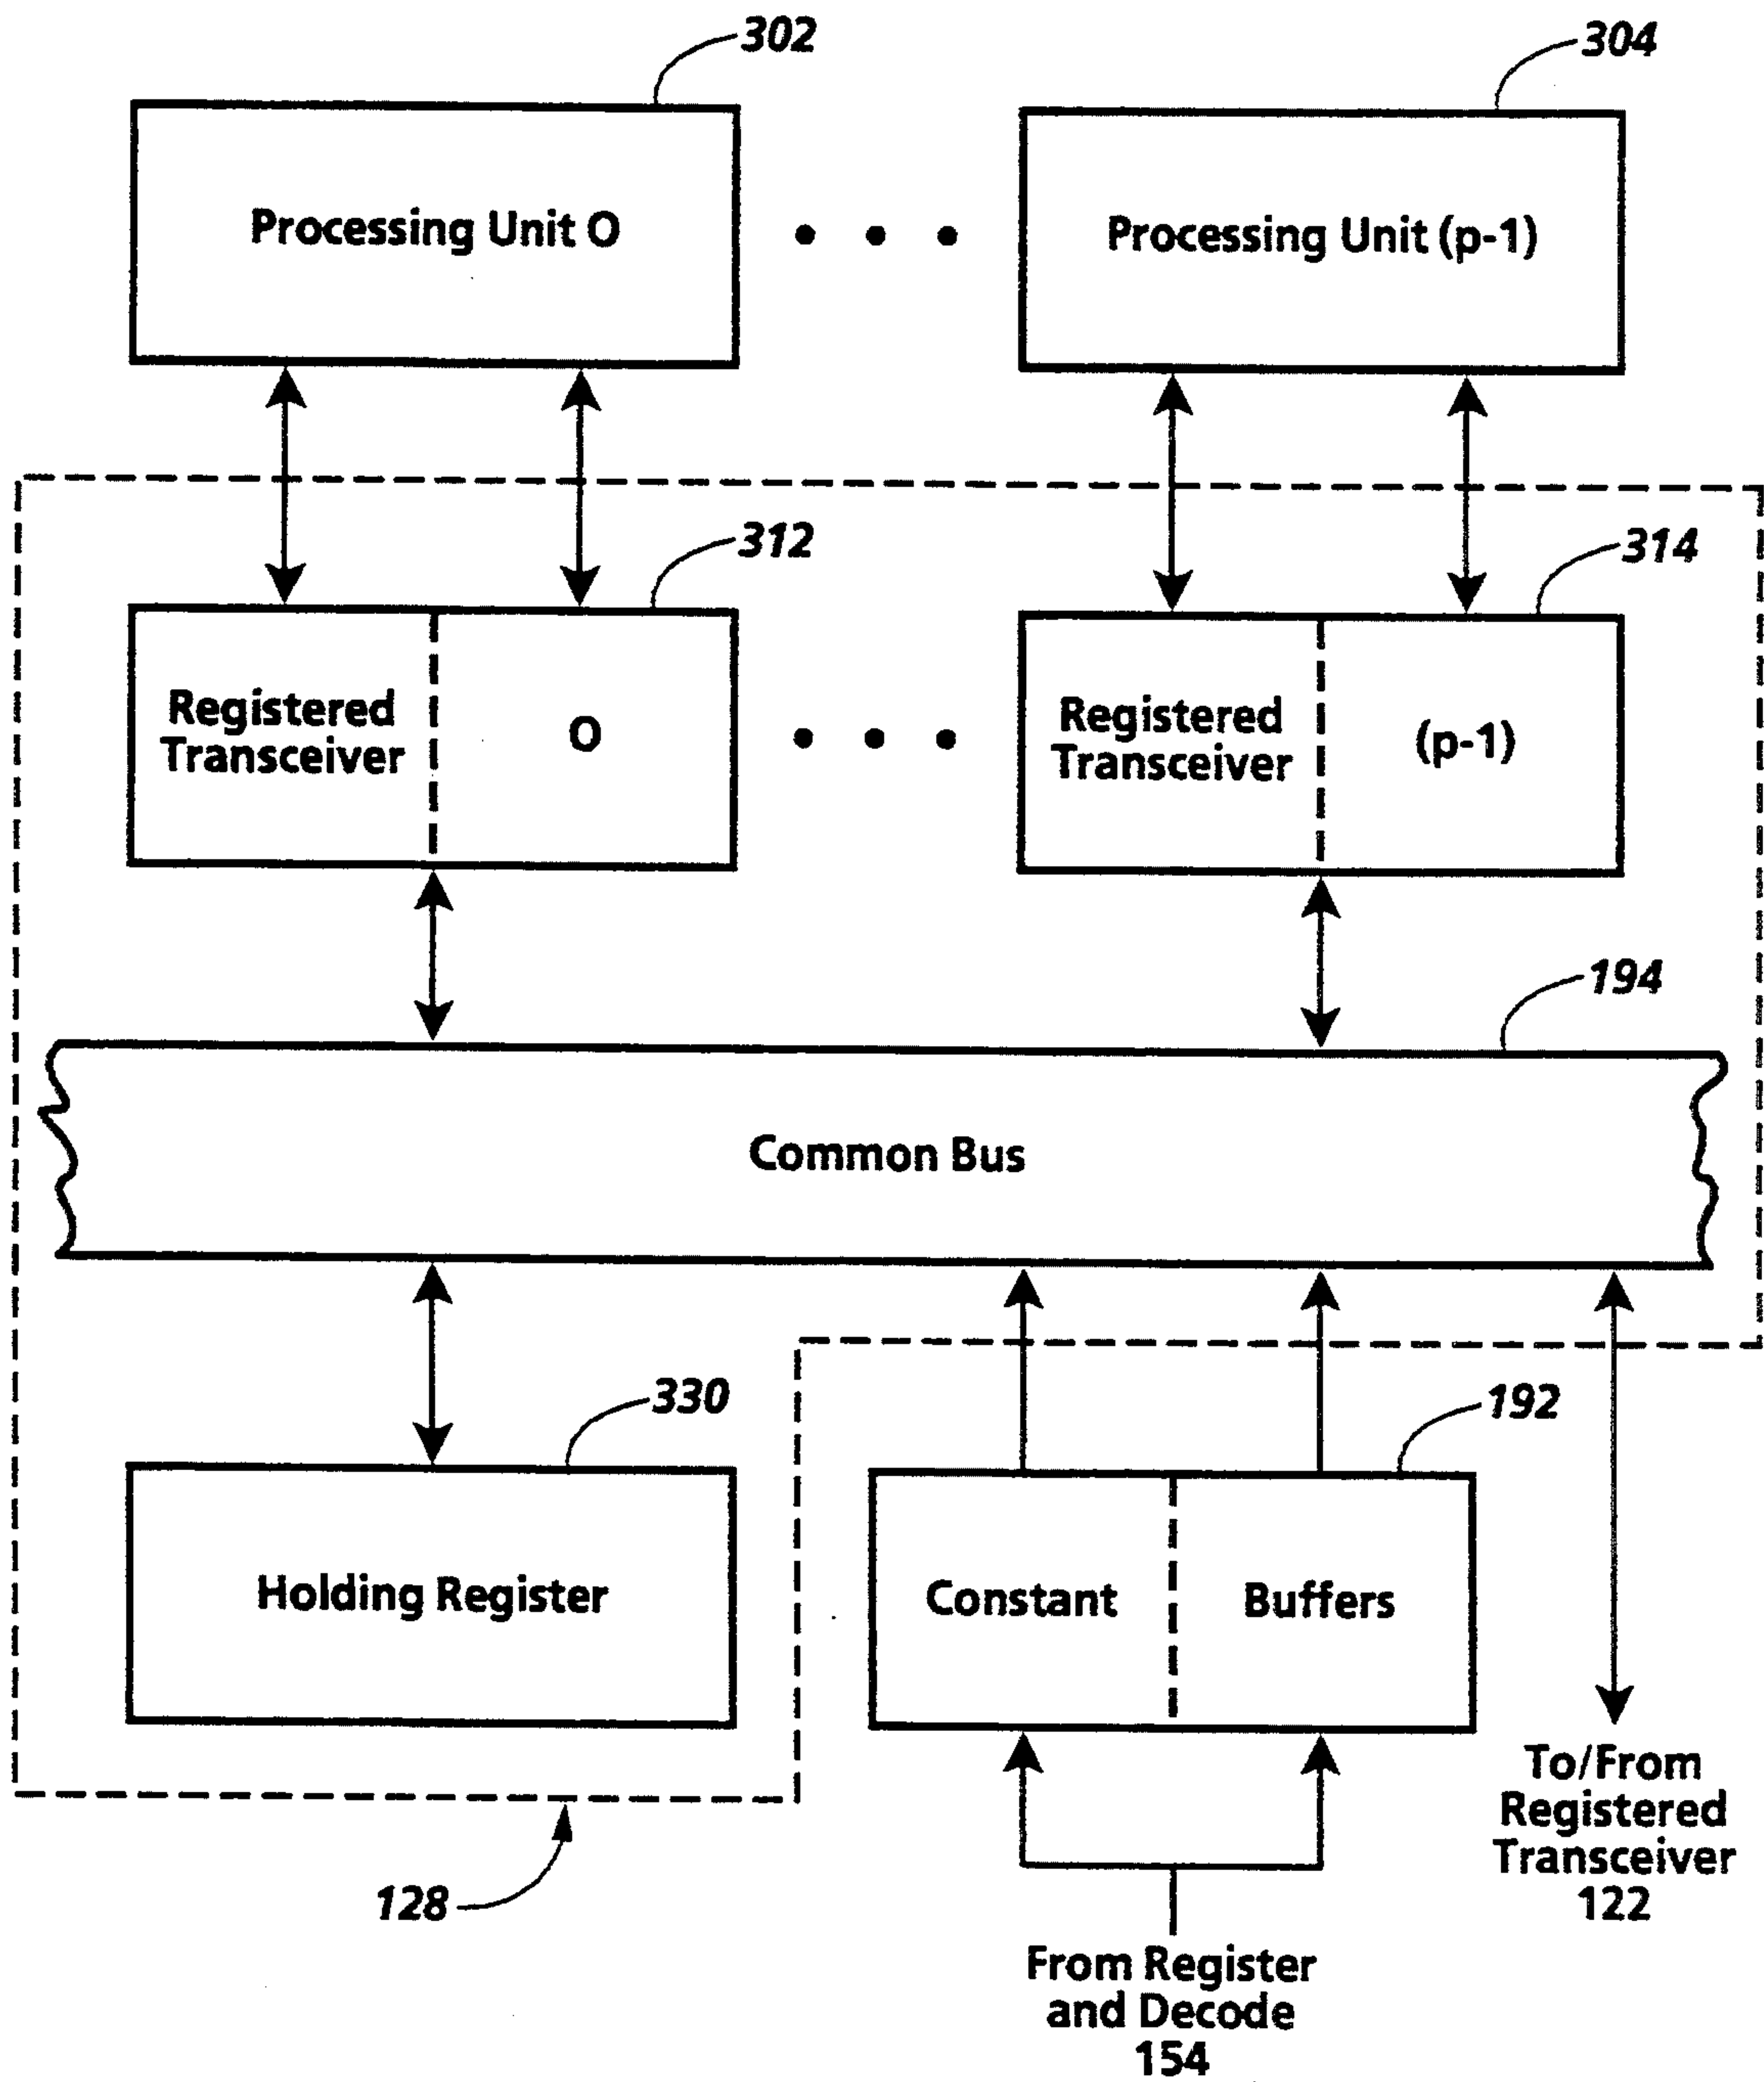 302
304
Processing Unit O
Processing Unit (p-1)
312
314
Registered
Transceiver
O
Registered
Transceiver
(p-1)
194
Common Bus
330
192
Holding Register
Constant
Buffers
To/From
Registered
Transceiver
122
128
From Register
and Decode
154